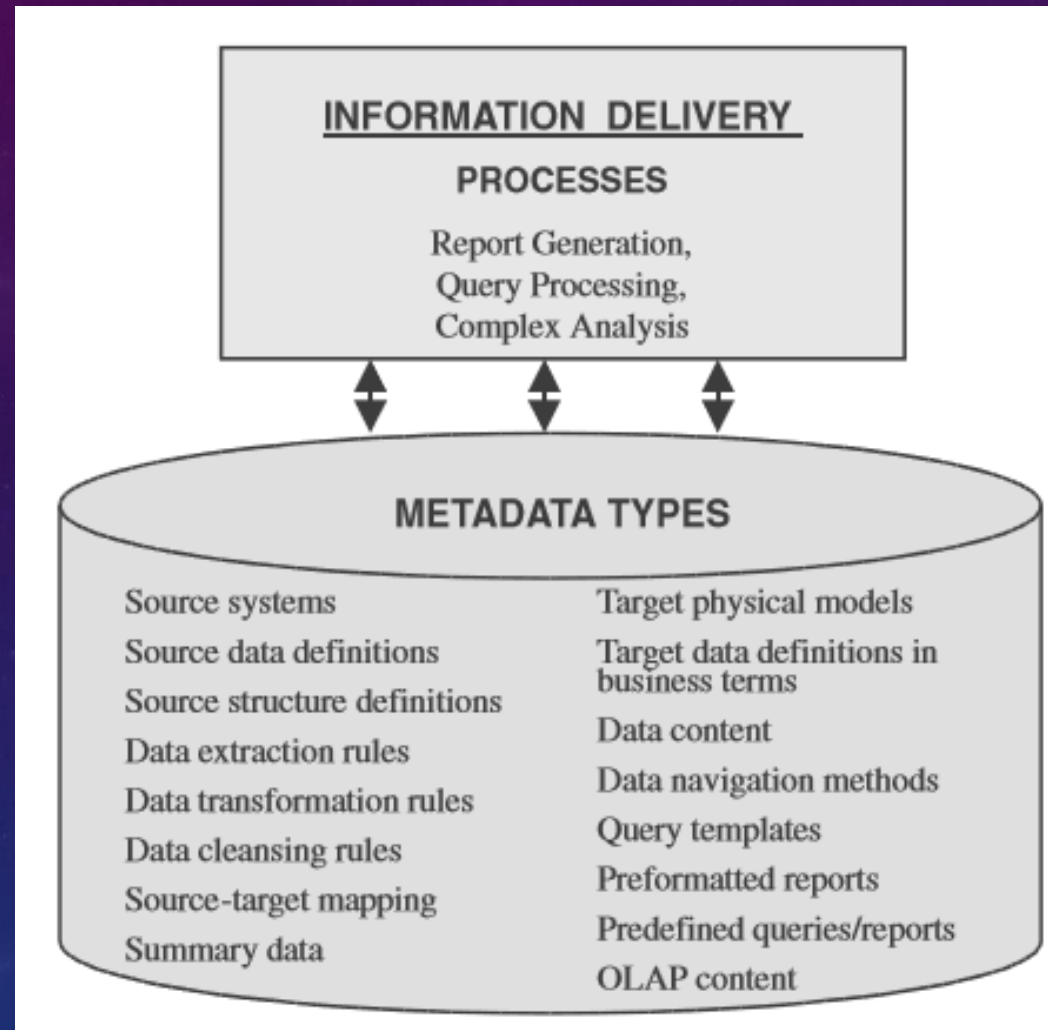 INFORMATION DELIVERY
PROCESSES
Report Generation,
Query Processing,
Complex Analysis
METADATA TYPES
Source systems
Source data definitions
Source structure definitions
Data extraction rules
Data transformation rules
Data cleansing rules
Source-target mapping
Summary data
Target physical models
Target data definitions in
business terms
Data content
Data navigation methods
Query templates
Preformatted reports
Predefined queries/reports
OLAP content